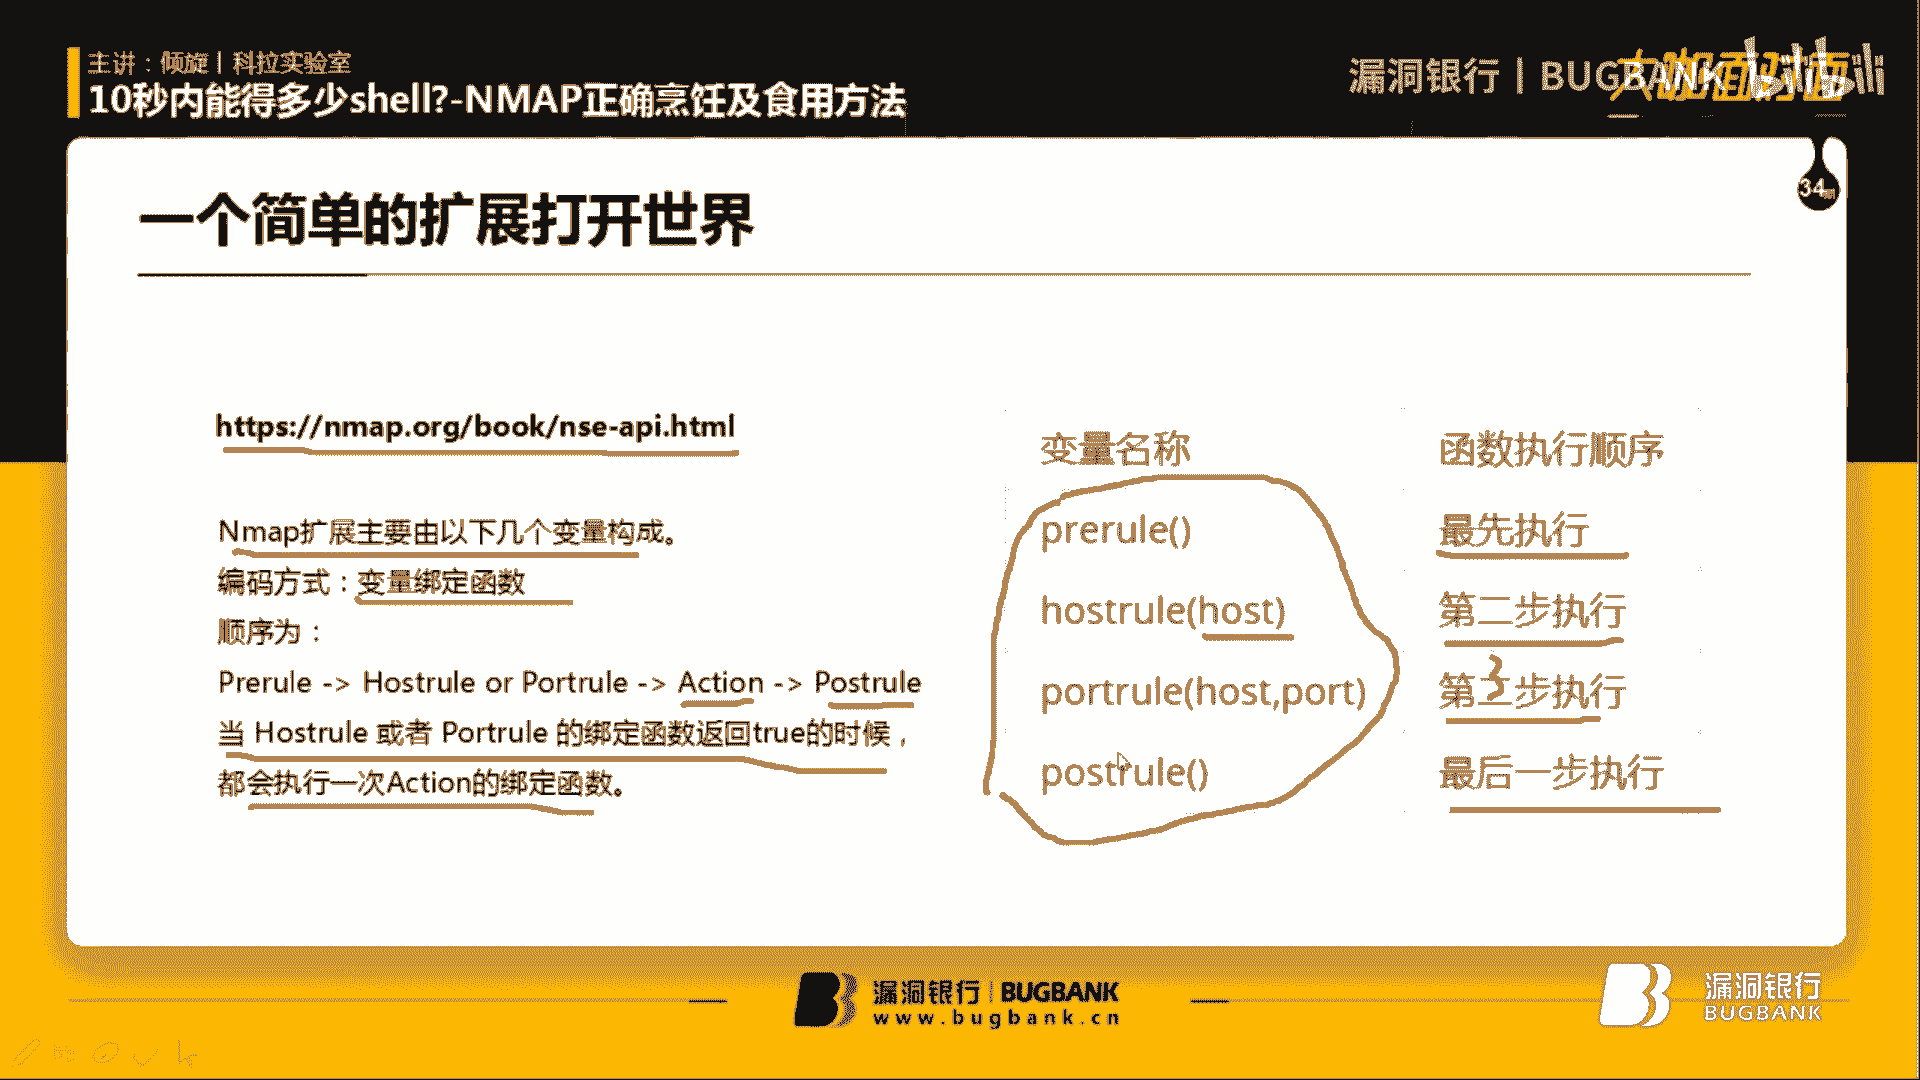 主讲：倾旋丨科拉实验室
10秒内能得多少shell?-NMAP正确烹饪及食用方法
漏洞银行 | BUGBANK
bilibili
34
一个简单的扩展打开世界
https://nmap.org/book/nse-api.html
Nmap扩展主要由以下几个变量构成。
编码方式：变量绑定函数
顺序为：
Prerule -> Hostrule or Portrule -> Action -> Postrule
当 Hostrule 或者 Portrule 的绑定函数返回true的时候，
都会执行一次Action的绑定函数。
变量名称 函数执行顺序
prerule() 最先执行
hostrule(host) 第二步执行
portrule(host,port) 第3步执行
postrule() 最后一步执行
漏洞银行 | BUGBANK
www.bugbank.cn
漏洞银行
BUGBANK